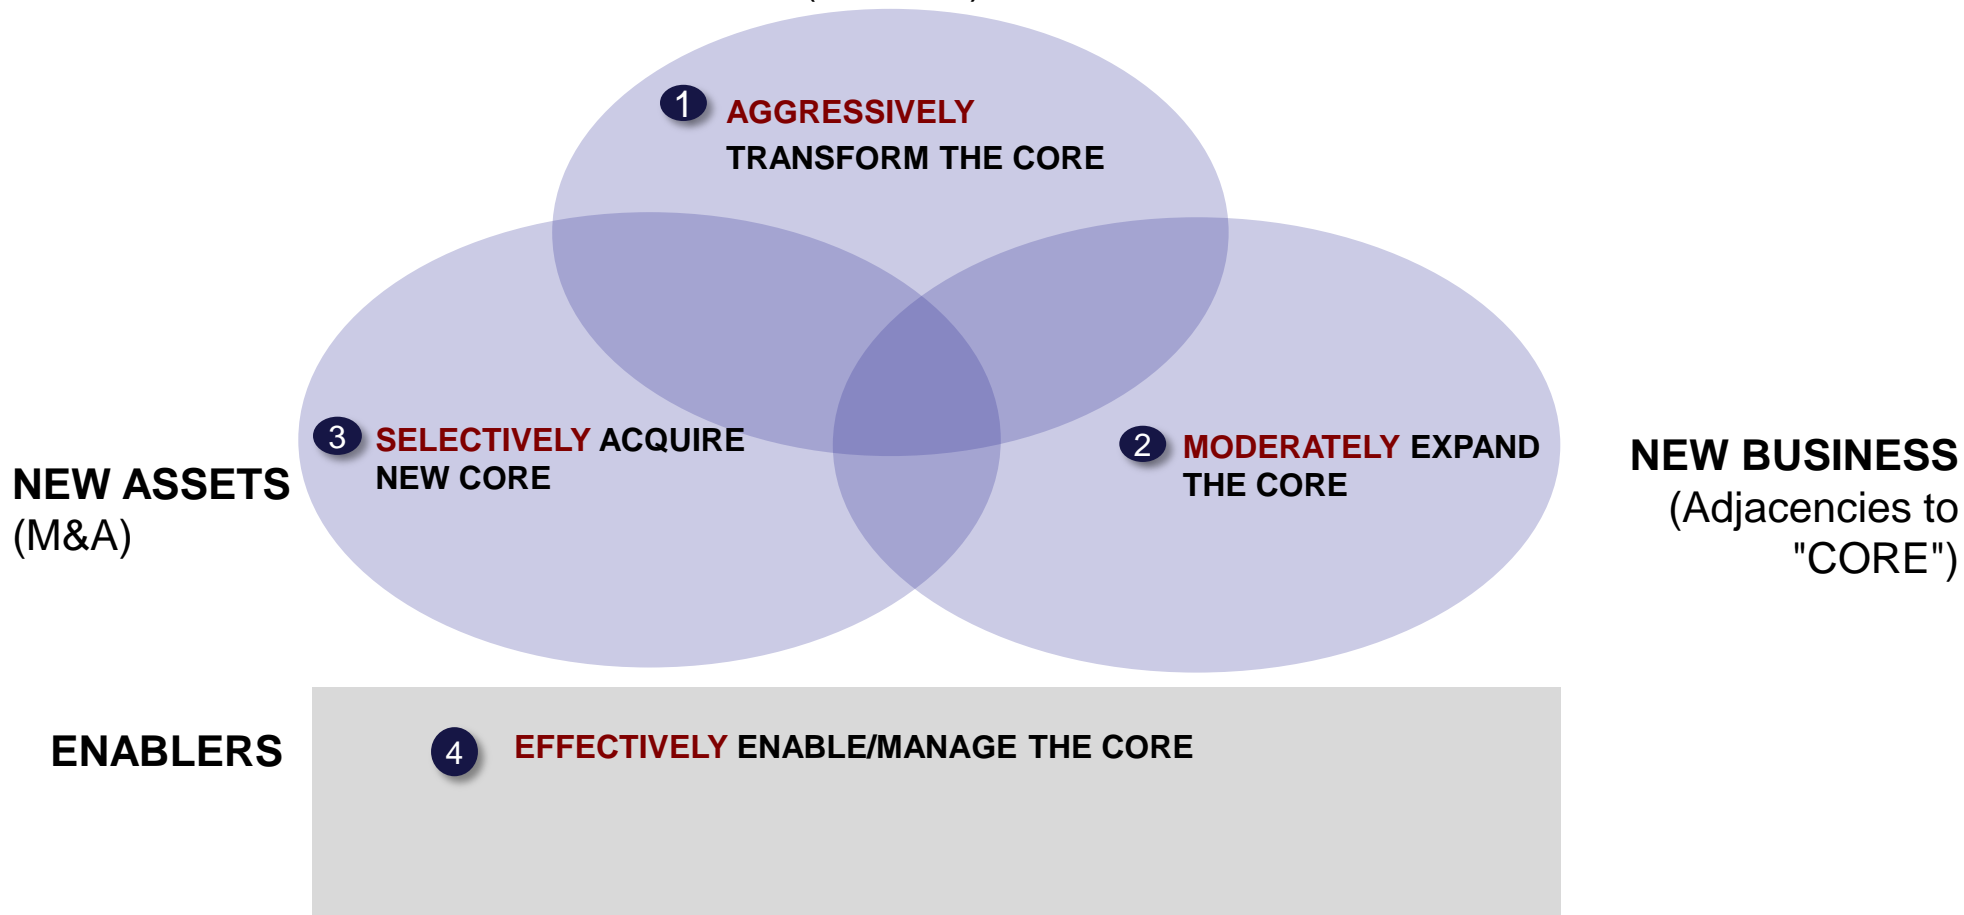 1
AGGRESSIVELY
TRANSFORM THE CORE
3
SELECTIVELY ACQUIRE
NEW CORE
2
MODERATELY EXPAND
THE CORE
NEW ASSETS
(M&A)
NEW BUSINESS
(Adjacencies to
"CORE")
ENABLERS
4
EFFECTIVELY ENABLE/MANAGE THE CORE